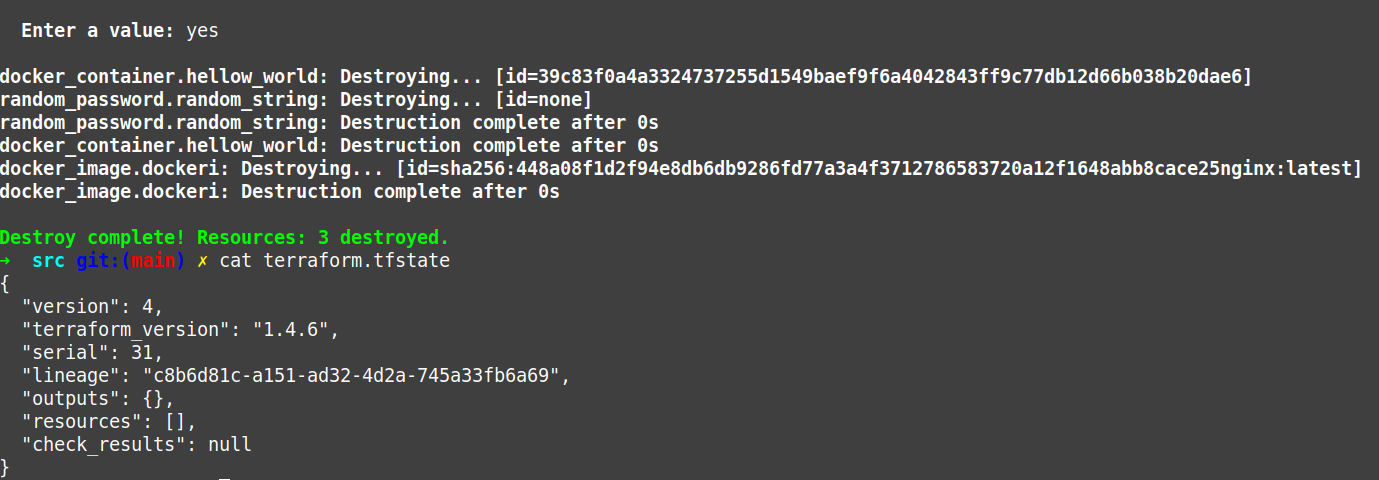 Enter a value: yes
docker_container.hellow_world: Destroying... [id=39c83f0a4a3324737255d1549baef9f6a4042843ff9c77db12d66b038b20dae6]
random_password.random_string: Destroying... [id=none]
random_password.random_string: Destruction complete after 0s
docker_container.hellow_world: Destruction complete after 0s
docker_image.dockeri: Destroying... [id=sha256:448a08f1d2f94e8db6db9286fd77a3a4f3712786583720a12f1648abb8cace25nginx:latest]
docker_image.dockeri: Destruction complete after 0s
Destroy complete! Resources: 3 destroyed.
→ src git:(main) ✗ cat terraform.tfstate
{
"version": 4,
"terraform_version": "1.4.6",
"serial": 31,
"lineage": "c8b6d81c-a151-ad32-4d2a-745a33fb6a69",
"outputs": {},
"resources": [],
"check_results": null
}